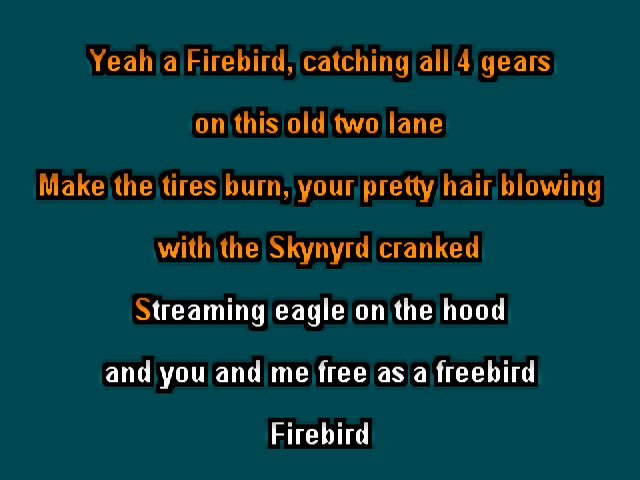 Yeah a Firebird, catching all 4 gears
on this old two lane
Make the tires burn, your pretty hair blowing
with the Skynyrd cranked
Streaming eagle on the hood
and you and me free as a freebird
Firebird